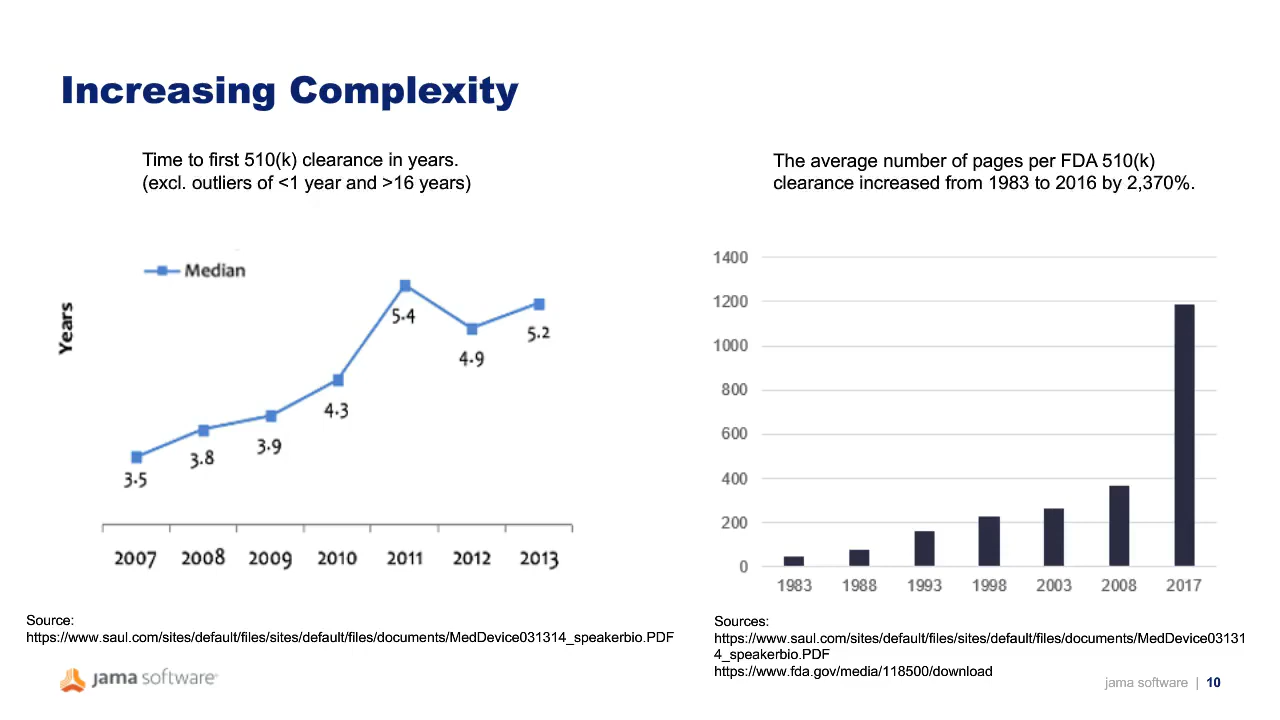 Increasing Complexity
Time to first 510(k) clearance in years.
(excl. outliers of <1 year and >16 years)
Median
Years
3.5
3.8
3.9
4.3
5.4
4.9
5.2
2007
2008
2009
2010
2011
2012
2013
Source:
https://www.saul.com/sites/default/files/sites/default/files/documents/MedDevice031314_speakerbio.PDF
The average number of pages per FDA 510(k)
clearance increased from 1983 to 2016 by 2,370%.
1400
1200
1000
800
600
400
200
0
1983
1988
1993
1998
2003
2008
2017
Sources:
https://www.saul.com/sites/default/files/sites/default/files/documents/MedDevice03131
4_speakerbio.PDF
https://www.fda.gov/media/118500/download
jama software
jama software | 10